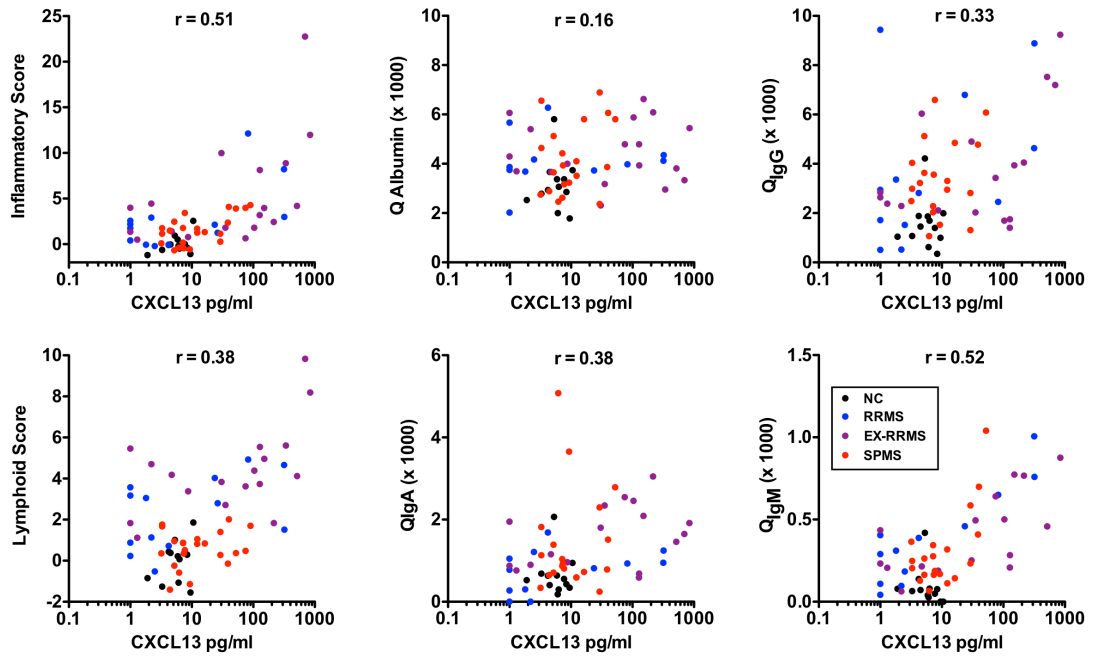 r = 0.51
25
20
15
10
5
0
Inflammatory Score
0.1 1 10 100 1000
CXCL13 pg/ml
r = 0.16
10
8
6
4
2
0
Q Albumin (x 1000)
0.1 1 10 100 1000
CXCL13 pg/ml
r = 0.33
10
8
6
4
2
0
QIgG (x 1000)
0.1 1 10 100 1000
CXCL13 pg/ml
r = 0.38
10
8
6
4
2
0
-2
Lymphoid Score
0.1 1 10 100 1000
CXCL13 pg/ml
r = 0.38
6
4
2
0
QIgA (x 1000)
0.1 1 10 100 1000
CXCL13 pg/ml
r = 0.52
1.5
1.0
0.5
0.0
QIgM (x 1000)
NC
RRMS
EX-RRMS
SPMS
0.1 1 10 100 1000
CXCL13 pg/ml